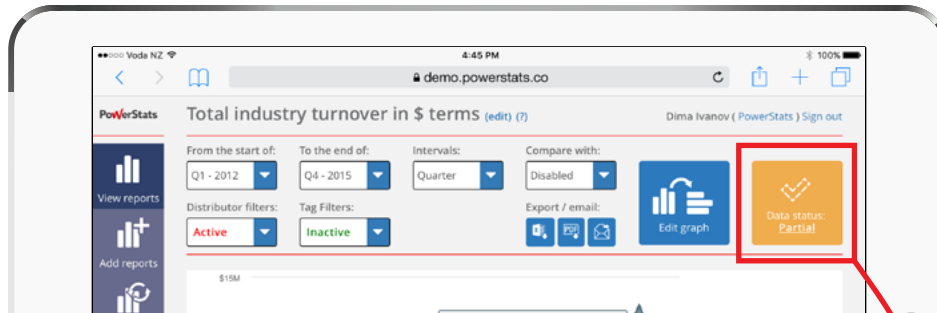 Voda NZ 4:45 PM 100%
demo.powerstats.co
PowerStats Total industry turnover in $ terms (edit) (?) Dima Ivanov ( PowerStats ) Sign out
From the start of: To the end of: Intervals: Compare with:
Q1 - 2012 Q4 - 2015 Quarter Disabled
View reports
Distributor filters: Tag Filters: Export / email:
Active Inactive PDF Edit graph
Data status:
Partial
Add reports
$15M